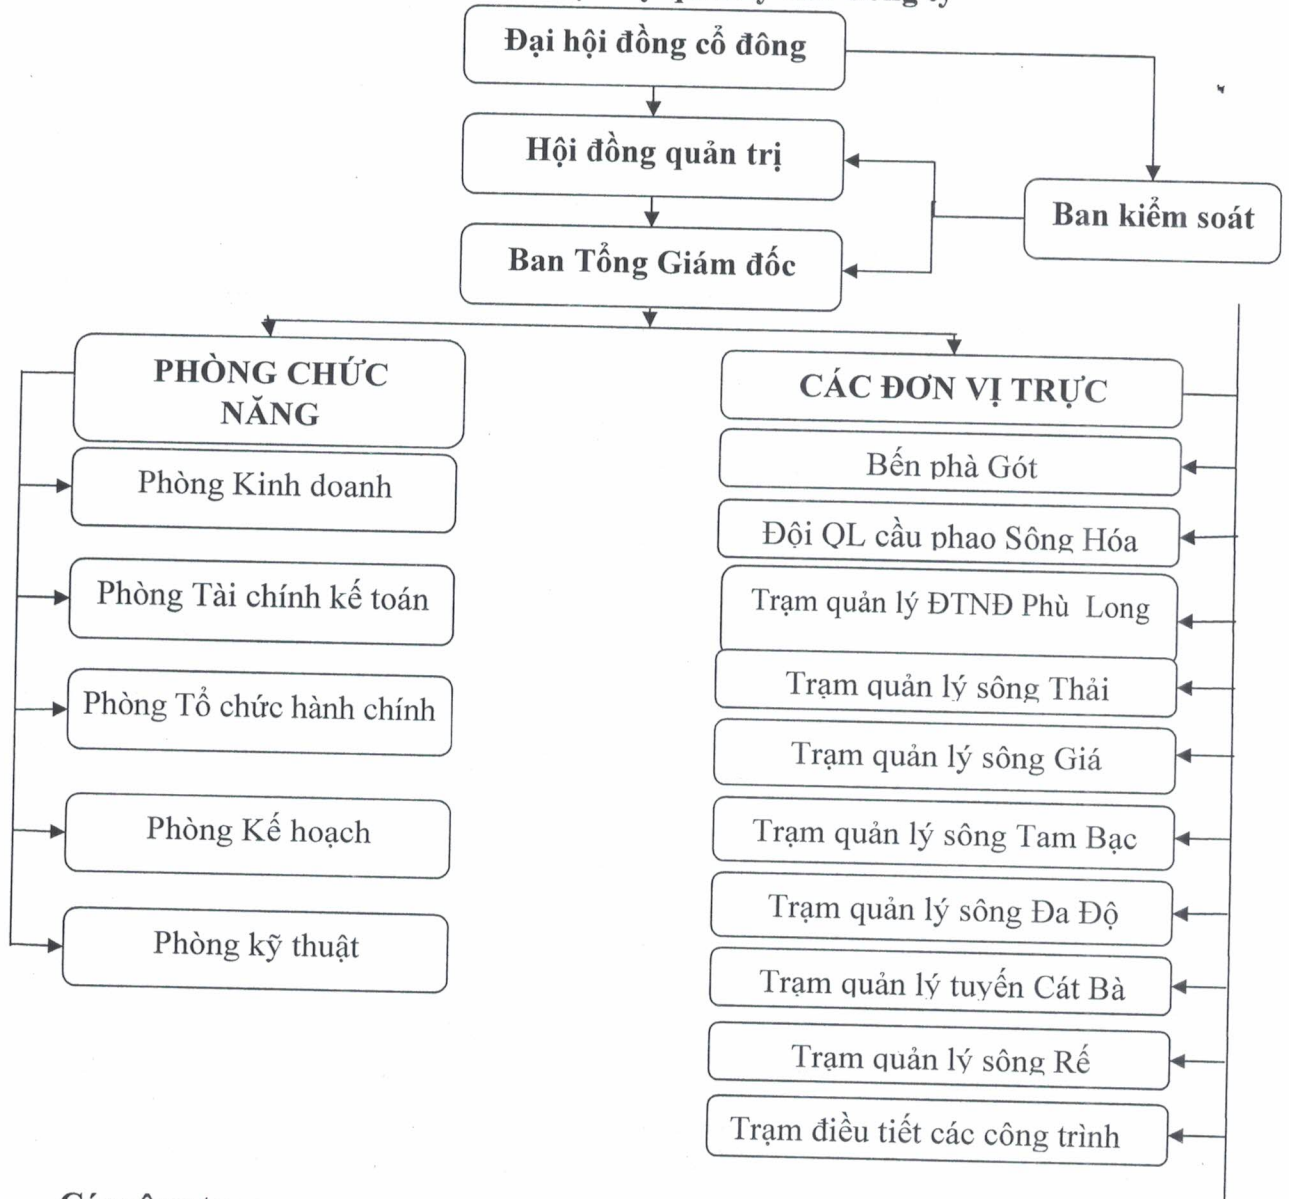 Đại hội đồng cổ đông
Hội đồng quản trị
Ban kiểm soát
Ban Tổng Giám đốc
PHÒNG CHỨC
NĂNG
Phòng Kinh doanh
Phòng Tài chính kế toán
Phòng Tổ chức hành chính
Phòng Kế hoạch
Phòng kỹ thuật
CÁC ĐƠN VỊ TRỰC
Bến phà Gót
Đội QL cầu phao Sông Hóa
Trạm quản lý ĐTNĐ Phù Long
Trạm quản lý sông Thải
Trạm quản lý sông Giá
Trạm quản lý sông Tam Bạc
Trạm quản lý sông Đa Độ
Trạm quản lý tuyến Cát Bà
Trạm quản lý sông Rế
Trạm điều tiết các công trình